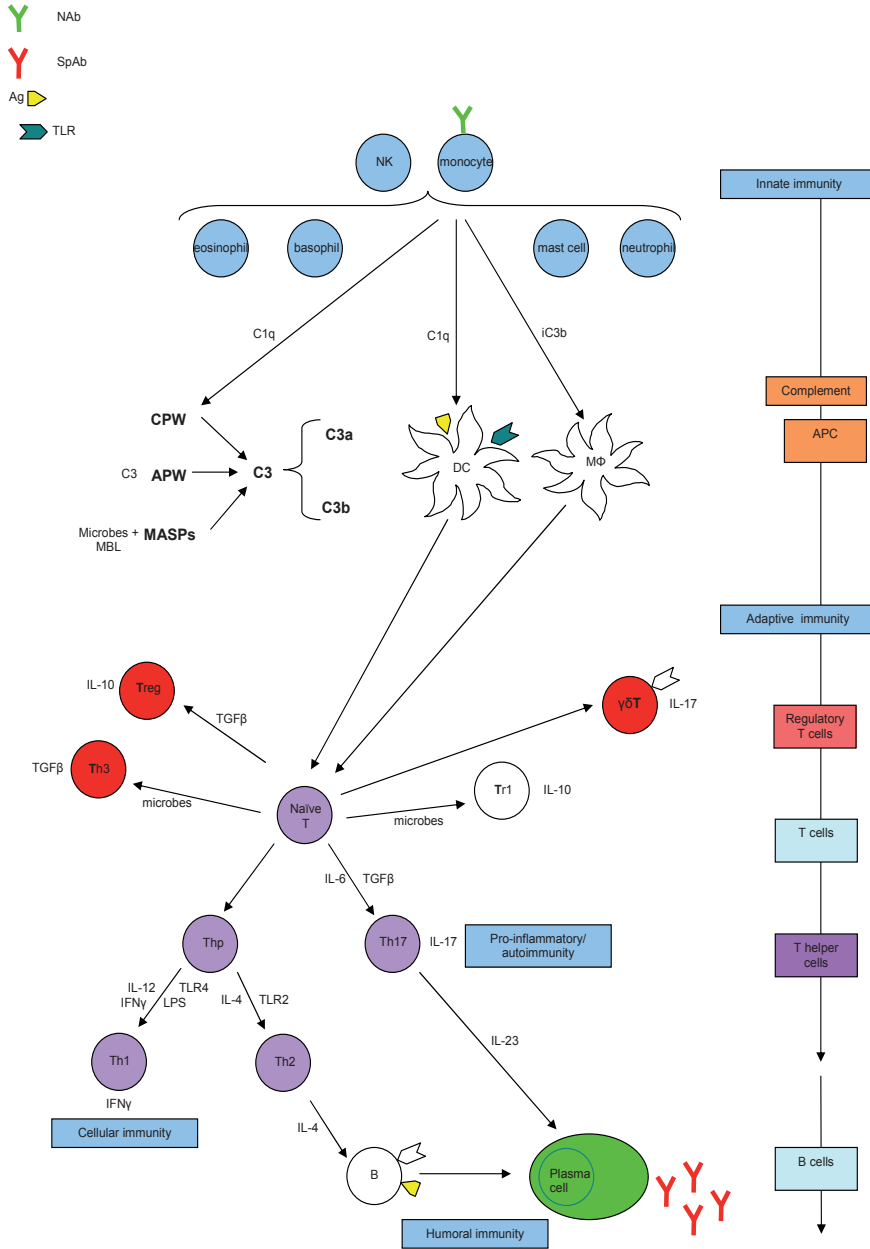 NAb
SpAb
Ag
TLR
NK
monocyte
Innate immunity
eosinophil
basophil
mast cell
neutrophil
C1q
C1q
iC3b
Complement
APC
CPW
C3a
C3 APW
C3
DC
MΦ
C3b
Microbes + MASPs
MBL
Adaptive immunity
IL-10
Treg
TGFβ
γδT
IL-17
Regulatory
T cells
TGFβ
Th3
microbes
Naïve
T
microbes
Tr1
IL-10
T cells
IL-6
TGFβ
Thp
Th17
IL-17
Pro-inflammatory/
autoimmunity
T helper
cells
IL-12
IFNγ
TLR4
LPS
IL-4
TLR2
IL-23
Th1
Th2
IFNγ
Cellular immunity
IL-4
B
Plasma
cell
B cells
Humoral immunity